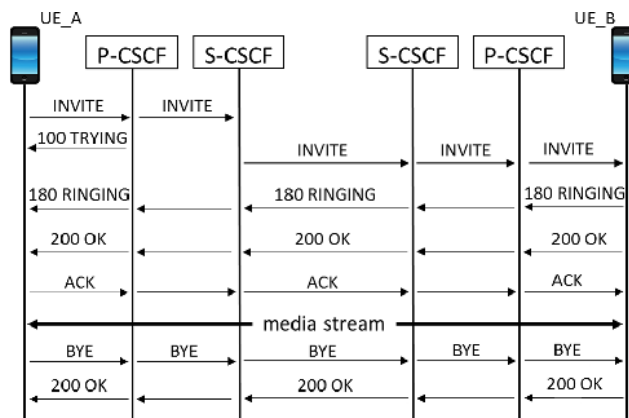 UE_A UE_B
P-CSCF S-CSCF S-CSCF P-CSCF
INVITE INVITE
100 TRYING
INVITE INVITE INVITE
180 RINGING 180 RINGING 180 RINGING
200 OK 200 OK 200 OK
ACK ACK ACK
media stream
BYE BYE BYE BYE BYE
200 OK 200 OK 200 OK